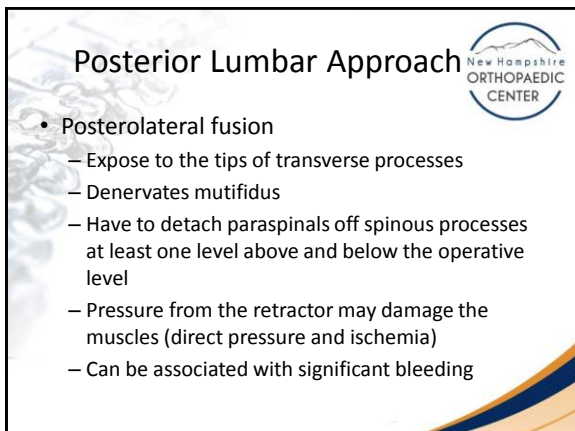 Posterior Lumbar Approach
New Hampshire
ORTHOPAEDIC
CENTER
• Posterolateral fusion
– Expose to the tips of transverse processes
– Denervates mutifidus
– Have to detach paraspinals off spinous processes
at least one level above and below the operative
level
– Pressure from the retractor may damage the
muscles (direct pressure and ischemia)
– Can be associated with significant bleeding